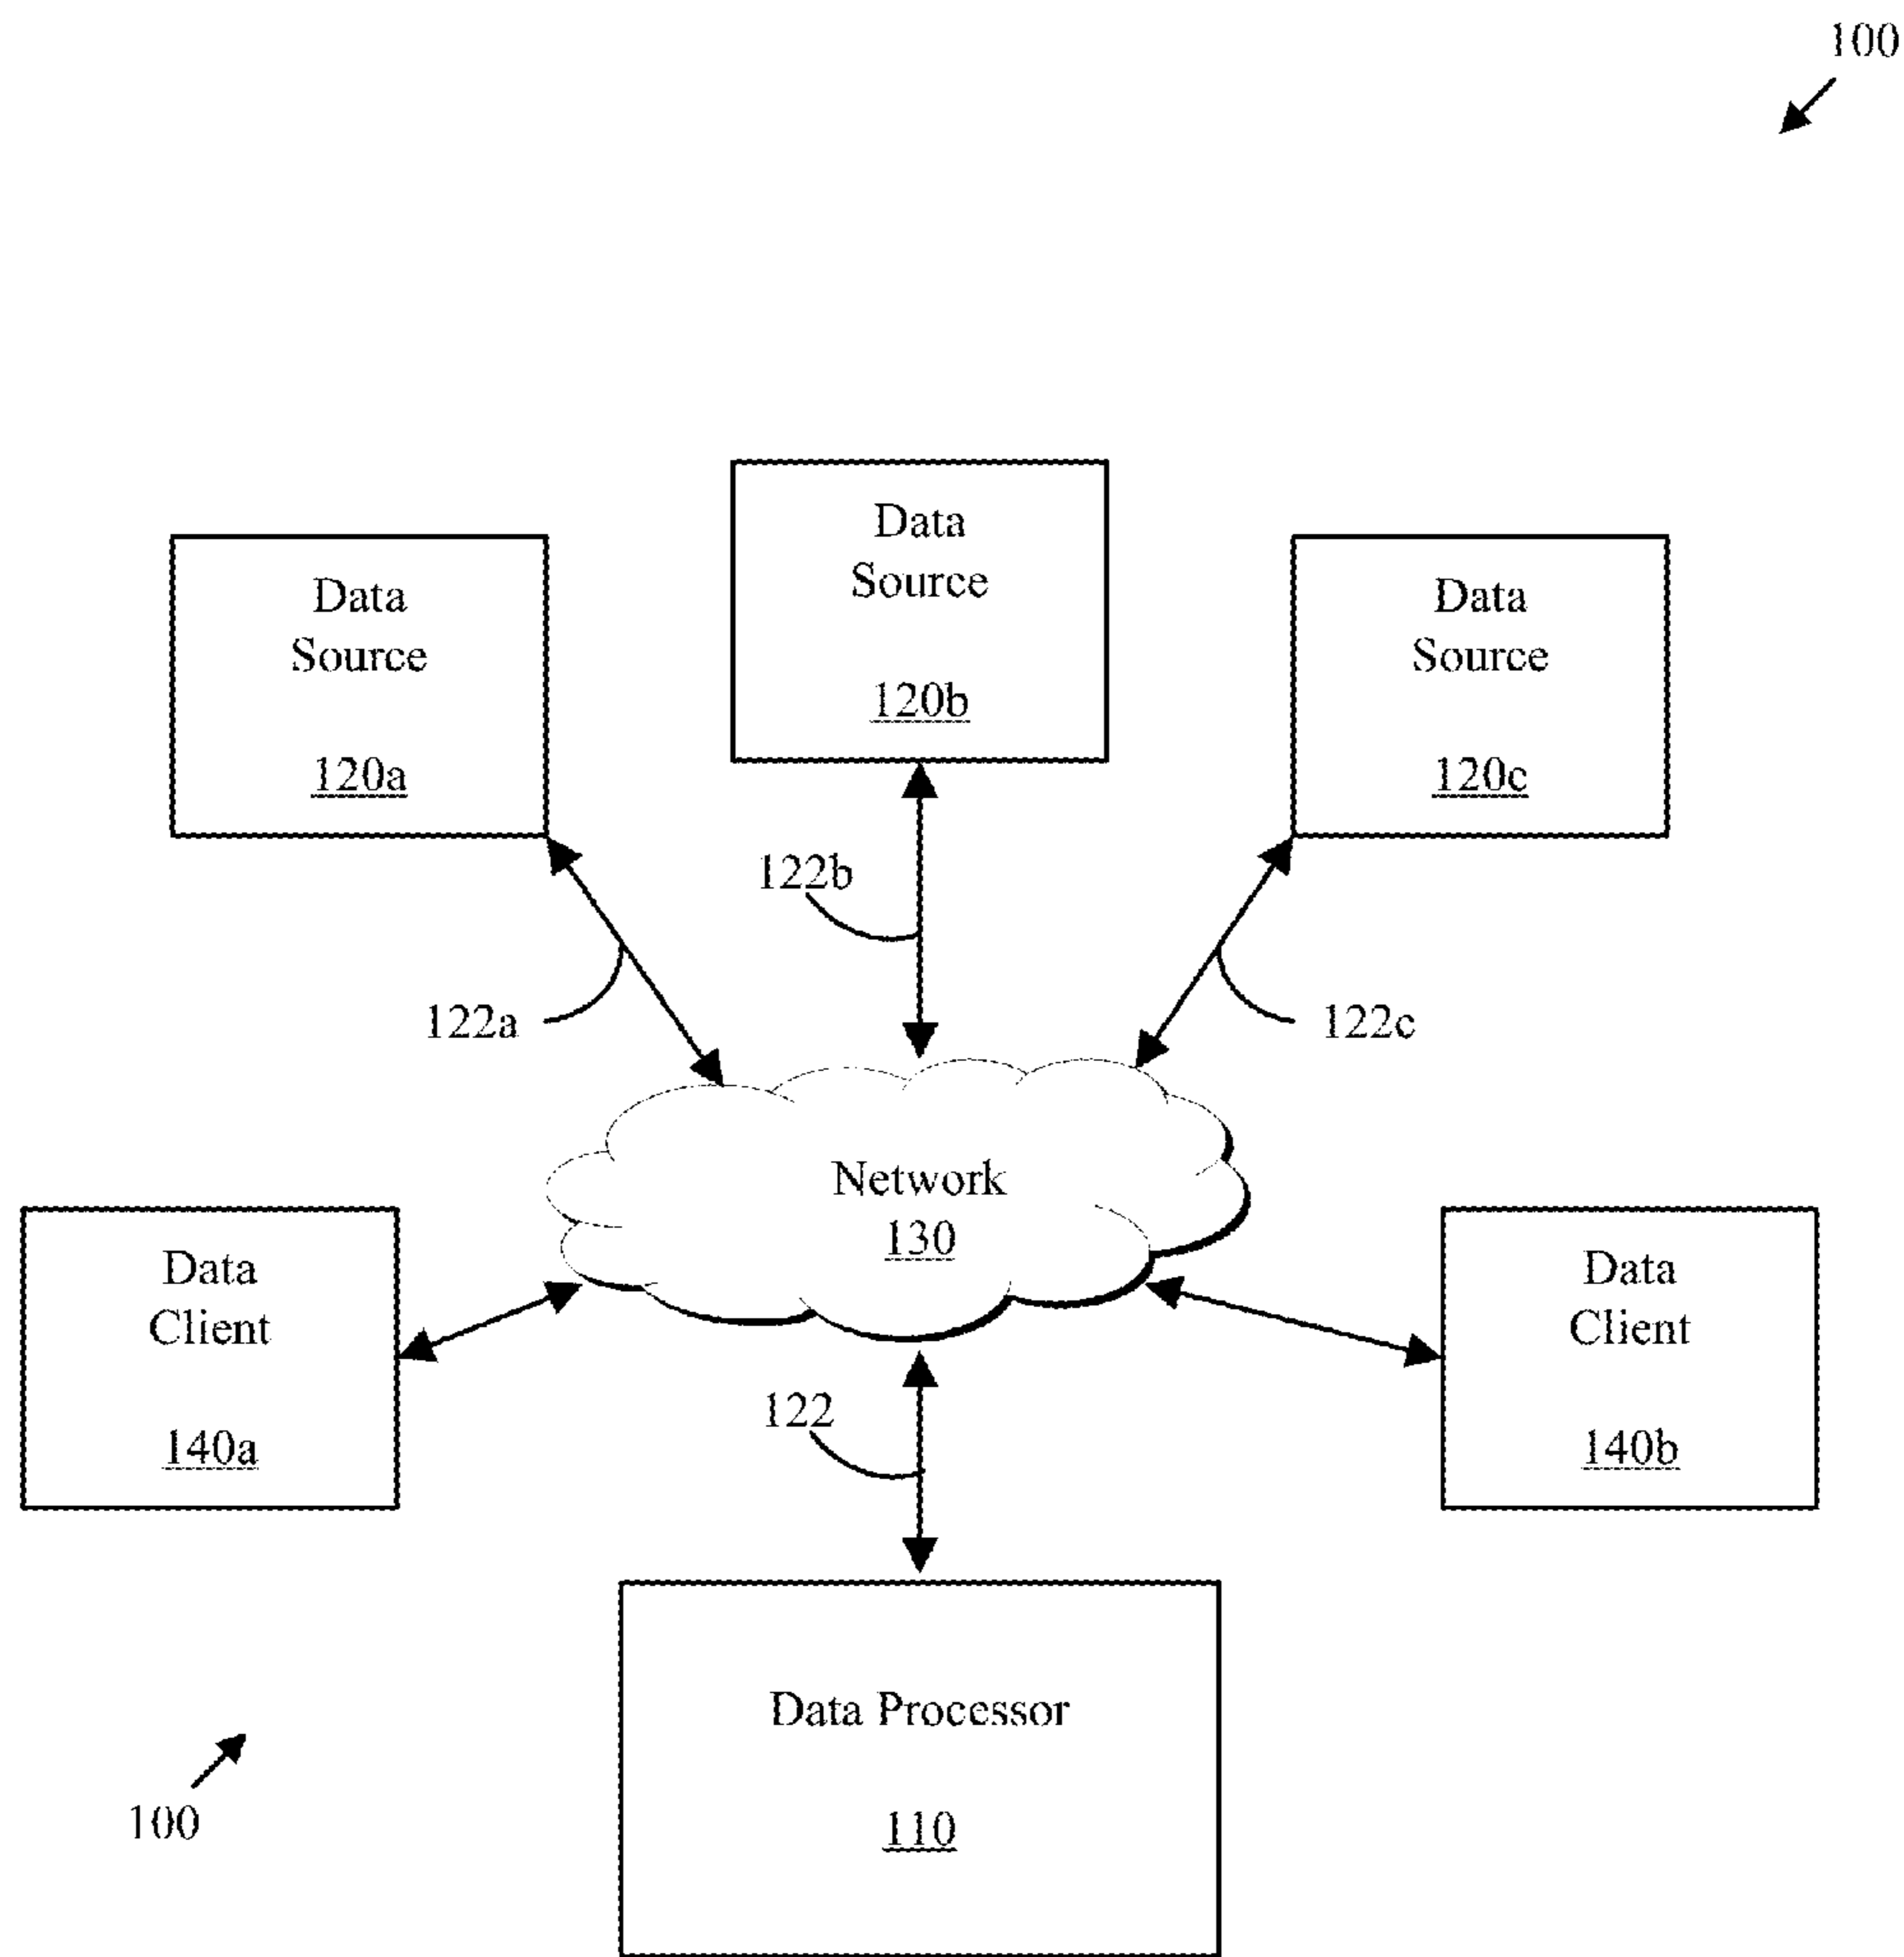 100
Data
Source
120a
Data
Source
120b
Data
Source
120c
122a
122b
122c
Network
130
Data
Client
140a
Data
Client
140b
122
Data Processor
110
100